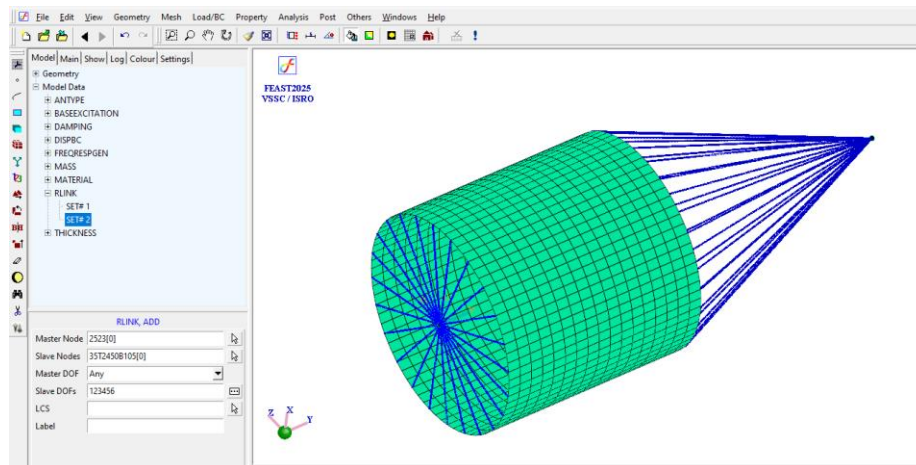 File Edit View Geometry Mesh Load/BC Property Analysis Post Others Windows Help
Model Main Show Log Colour Settings
Geometry
Model Data
ANTYPE
BASEEXCITATION
DAMPING
DISPBC
FREQRESPGEN
MASS
MATERIAL
RLINK
SET# 1
SET# 2
THICKNESS
RLINK, ADD
Master Node 2523[0]
Slave Nodes 35T2450B105[0]
Master DOF Any
Slave DOFs 123456
LCS
Label
FEAST2025
VSSC / ISRO
Z X Y